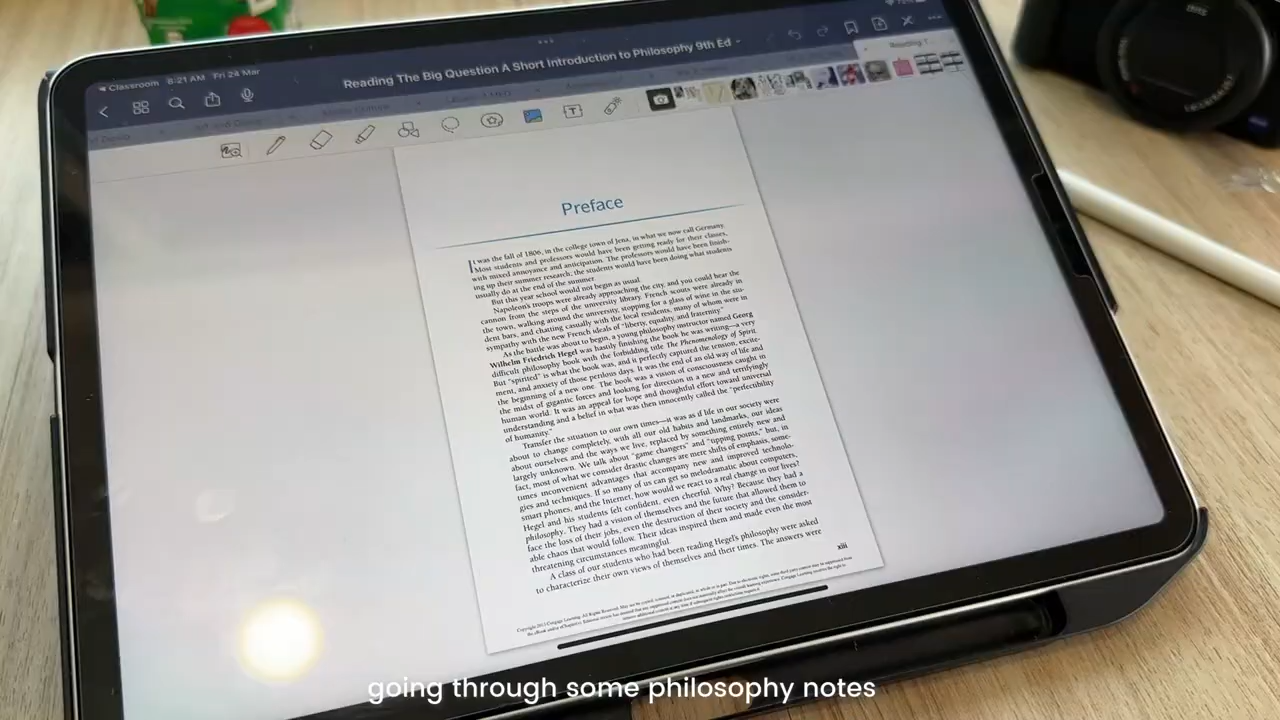 Classroom 8:21 AM Fri 24 Mar
Reading The Big Question A Short Introduction to Philosophy 9th Ed
Reading T...
Preface
It was the fall of 1806, in the college town of Jena, in what we now call Germany.
Most students and professors would have been getting ready for their classes,
with mixed annoyance and anticipation. The professors would have been finish-
ing up their summer research; the students would have been doing what students
usually do at the end of the summer.
But this year school would not begin as usual.
Napoleon's troops were already approaching the city, and you could hear the
cannon from the steps of the university library. French scouts were already in
the town, walking around the university, stopping for a glass of wine in the stu-
dent bars, and chatting casually with the local residents, many of whom were in
sympathy with the new French ideals of "liberty, equality, and fraternity."
As the battle was about to begin, a young philosophy instructor named Georg
Wilhelm Friedrich Hegel was hastily finishing the book he was writing—a very
difficult philosophy book with the forbidding title The Phenomenology of Spirit.
But "spirited" is what the book was, and it perfectly captured the tension, excite-
ment, and anxiety of those perilous days. It was the end of an old way of life and
the beginning of a new one. The book was a vision of consciousness caught in
the midst of gigantic forces and looking for direction in a new and terrifyingly
human world. It was an appeal for hope and thoughtful effort toward universal
understanding and a belief in what was then innocently called the "perfectibility
of humanity."
Transfer the situation to our own times—it was as if life in our society were
about to change completely, with all our old habits and landmarks, our ideas
about ourselves and the ways we live, replaced by something entirely new and
largely unknown. We talk about "game changers" and "tipping points," but, in
fact, most of what we consider drastic changes are mere shifts of emphasis, some-
times inconvenient advantages that accompany new and improved technolo-
gies and techniques. If so many of us can get so melodramatic about computers,
smart phones, and the Internet, how would we react to a real change in our lives?
Hegel and his students felt confident, even cheerful. Why? Because they had a
philosophy. They had a vision of themselves and the future that allowed them to
face the loss of their jobs, even the destruction of their society and the consider-
able chaos that would follow. Their ideas inspired them and made even the most
threatening circumstances meaningful.
A class of our students who had been reading Hegel's philosophy were asked
to characterize their own views of themselves and their times. The answers were
xiii
going through some philosophy notes